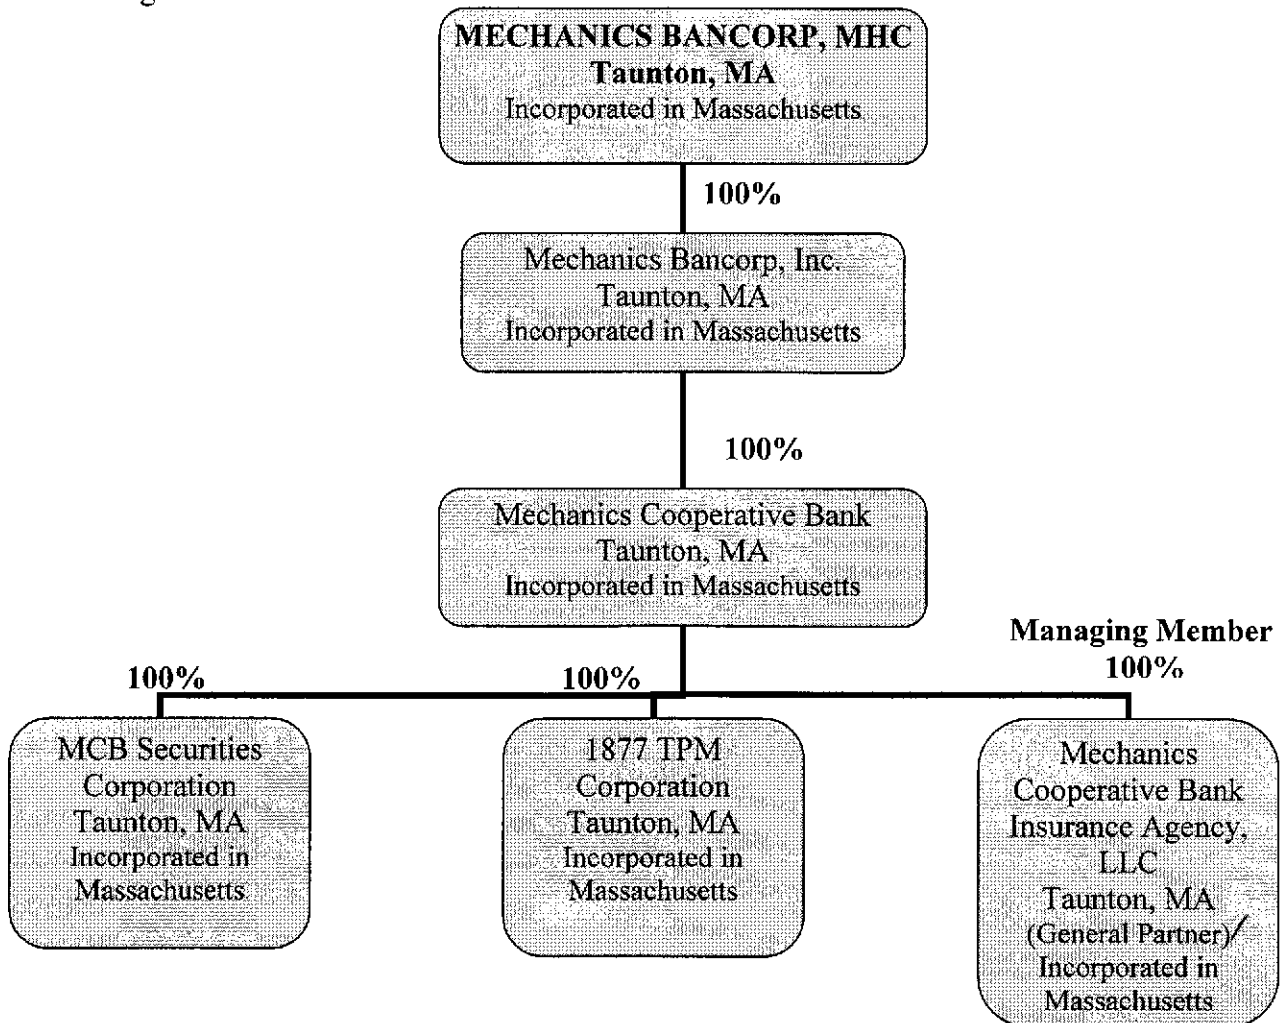 MECHANICS BANCORP, MHC
Taunton, MA
Incorporated in Massachusetts
100%
Mechanics Bancorp, Inc.
Taunton, MA
Incorporated in Massachusetts
100%
Mechanics Cooperative Bank
Taunton, MA
Incorporated in Massachusetts
Managing Member
100%
100%
100%
MCB Securities
Corporation
Taunton, MA
Incorporated in
Massachusetts
1877 TPM
Corporation
Taunton, MA
Incorporated in
Massachusetts
Mechanics
Cooperative Bank
Insurance Agency,
LLC
Taunton, MA
(General Partner)/
Incorporated in
Massachusetts